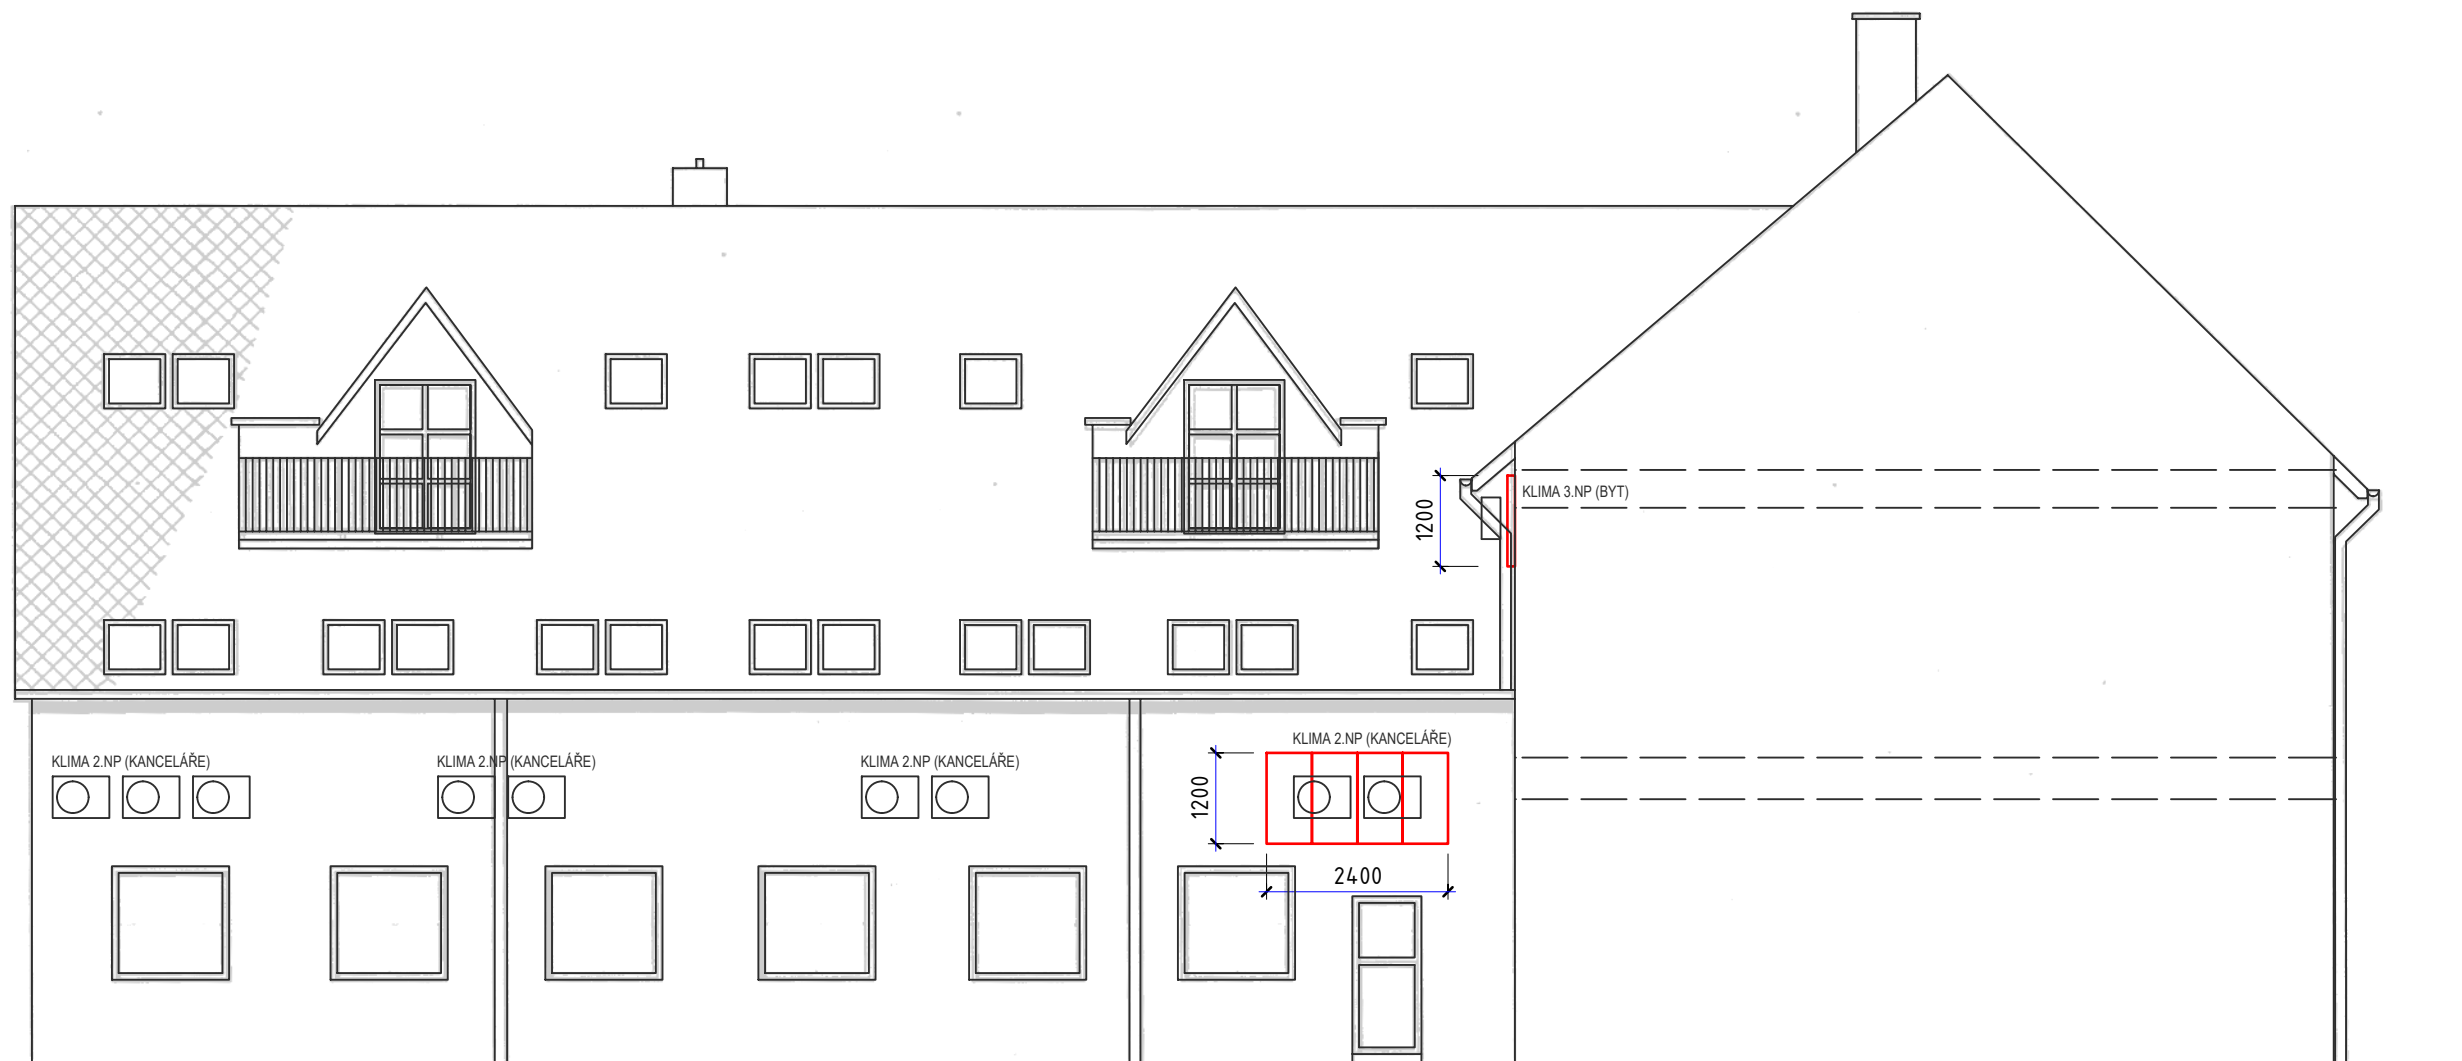 KLIMA 3.NP (BYT)
1200
KLIMA 2.NP (KANCELÁŘE)
KLIMA 2.NP (KANCELÁŘE)
KLIMA 2.NP (KANCELÁŘE)
KLIMA 2.NP (KANCELÁŘE)
1200
2400